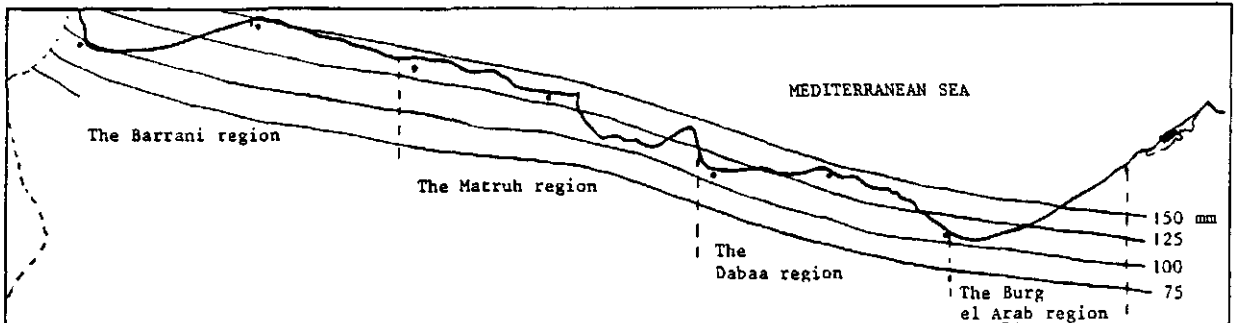 MEDITERRANEAN SEA
The Barrani region
The Matruh region
The
Dabaa region
The Burg
el Arab region
150 mm
125
100
75